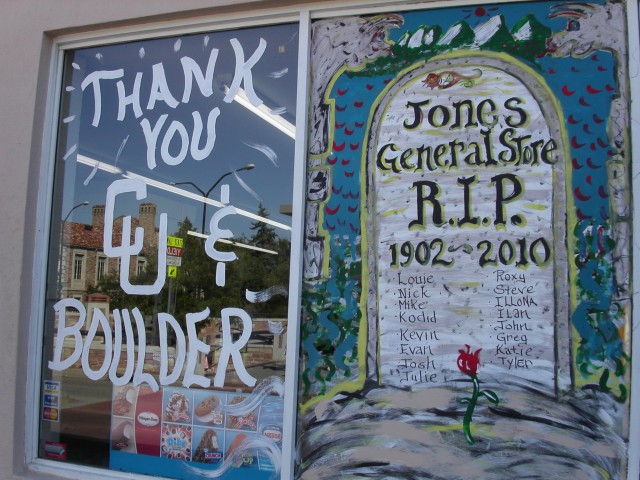 THANK
YOU
CU &
BOULDER
Jones
General Store
R.I.P.
1902 ~ 2010
Louie
Nick
Mike
Kodid
Kevin
Evan
Josh
Julie
Roxy
Steve
ILLONA
ILan
John
Greg
Katie
Tyler